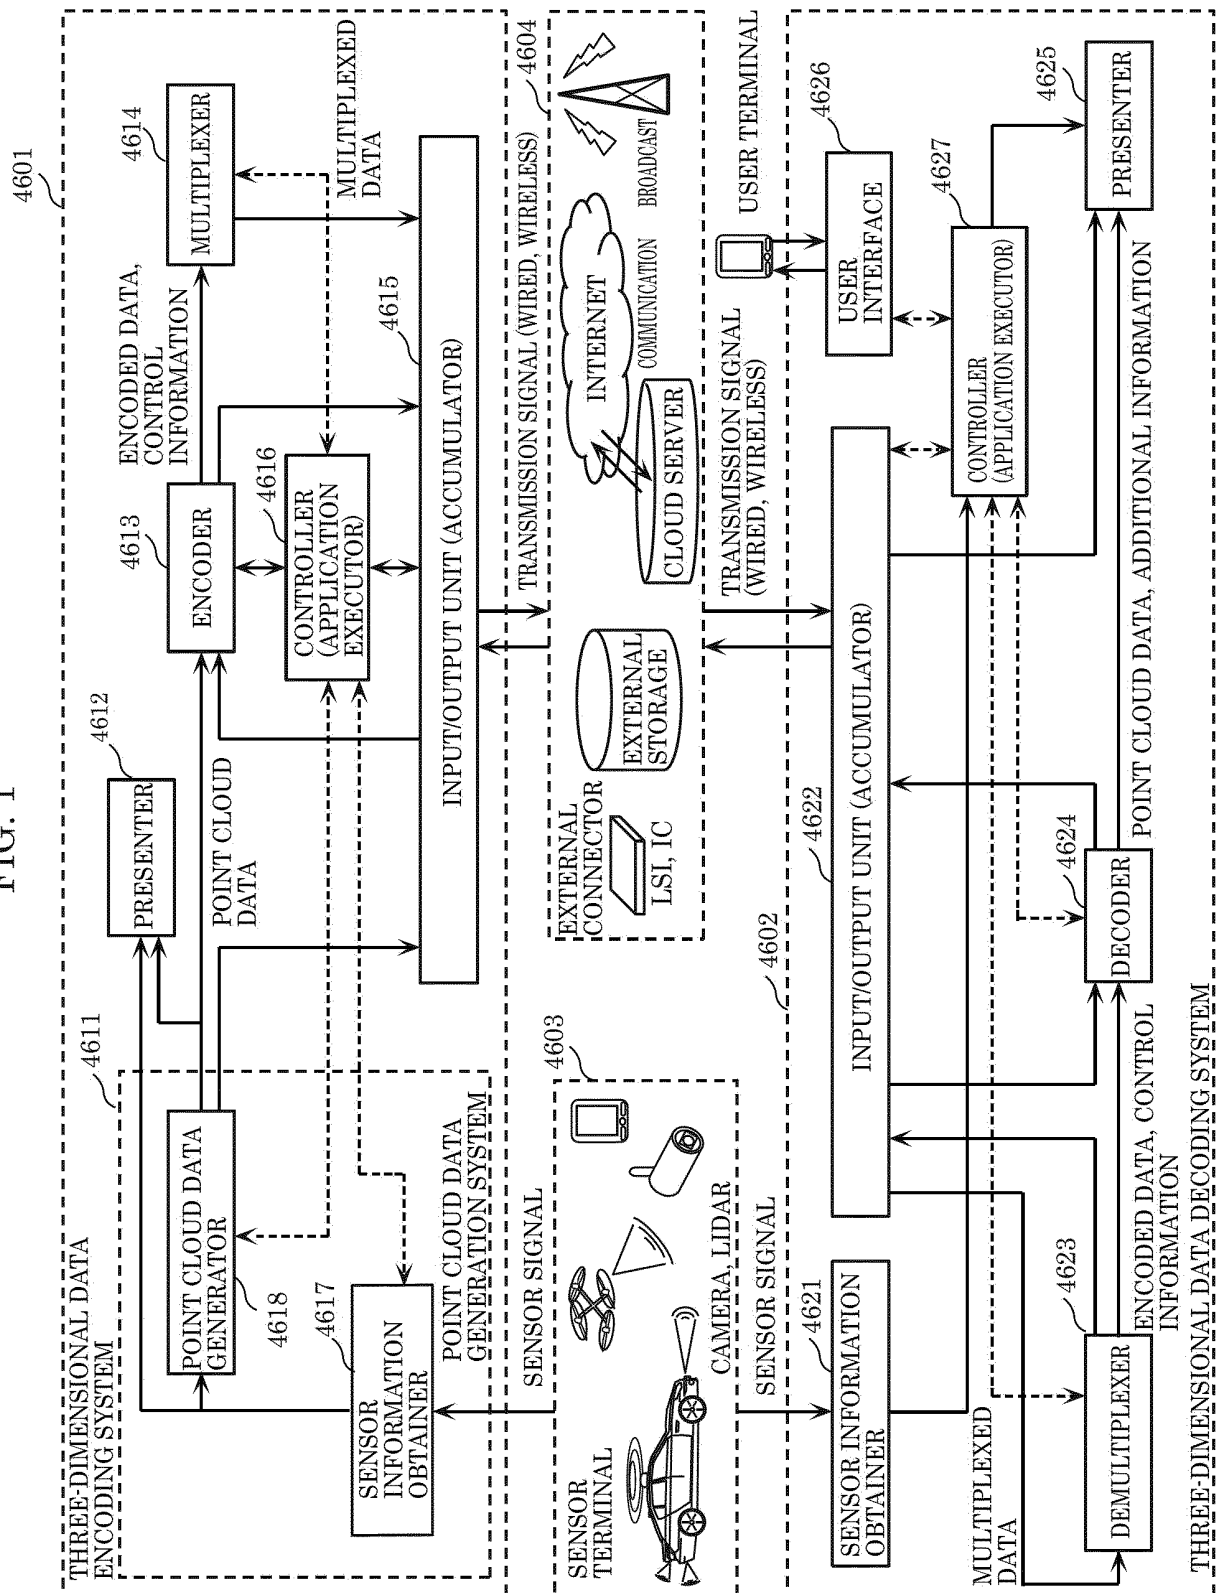 FIG. 1
4601
THREE-DIMENSIONAL DATA
ENCODING SYSTEM
4611
POINT CLOUD DATA
GENERATOR
4618
4617
SENSOR
INFORMATION
OBTAINER
POINT CLOUD DATA
GENERATION SYSTEM
4612
PRESENTER
POINT CLOUD
DATA
4613
ENCODER
ENCODED DATA,
CONTROL
INFORMATION
4614
MULTIPLEXER
MULTIPLEXED
DATA
4616
CONTROLLER
(APPLICATION
EXECUTOR)
4615
INPUT/OUTPUT UNIT (ACCUMULATOR)
SENSOR SIGNAL
TRANSMISSION SIGNAL (WIRED, WIRELESS)
4603
SENSOR
TERMINAL
CAMERA, LIDAR
4604
EXTERNAL
CONNECTOR
LSI, IC
EXTERNAL
STORAGE
INTERNET
CLOUD SERVER
COMMUNICATION
BROADCAST
SENSOR SIGNAL
TRANSMISSION SIGNAL
(WIRED, WIRELESS)
USER TERMINAL
4602
4621
SENSOR INFORMATION
OBTAINER
4622
INPUT/OUTPUT UNIT (ACCUMULATOR)
4626
USER
INTERFACE
4627
CONTROLLER
(APPLICATION EXECUTOR)
4625
PRESENTER
MULTIPLEXED
DATA
4623
DEMULTIPLEXER
ENCODED DATA, CONTROL
INFORMATION
4624
DECODER
POINT CLOUD DATA, ADDITIONAL INFORMATION
THREE-DIMENSIONAL DATA DECODING SYSTEM